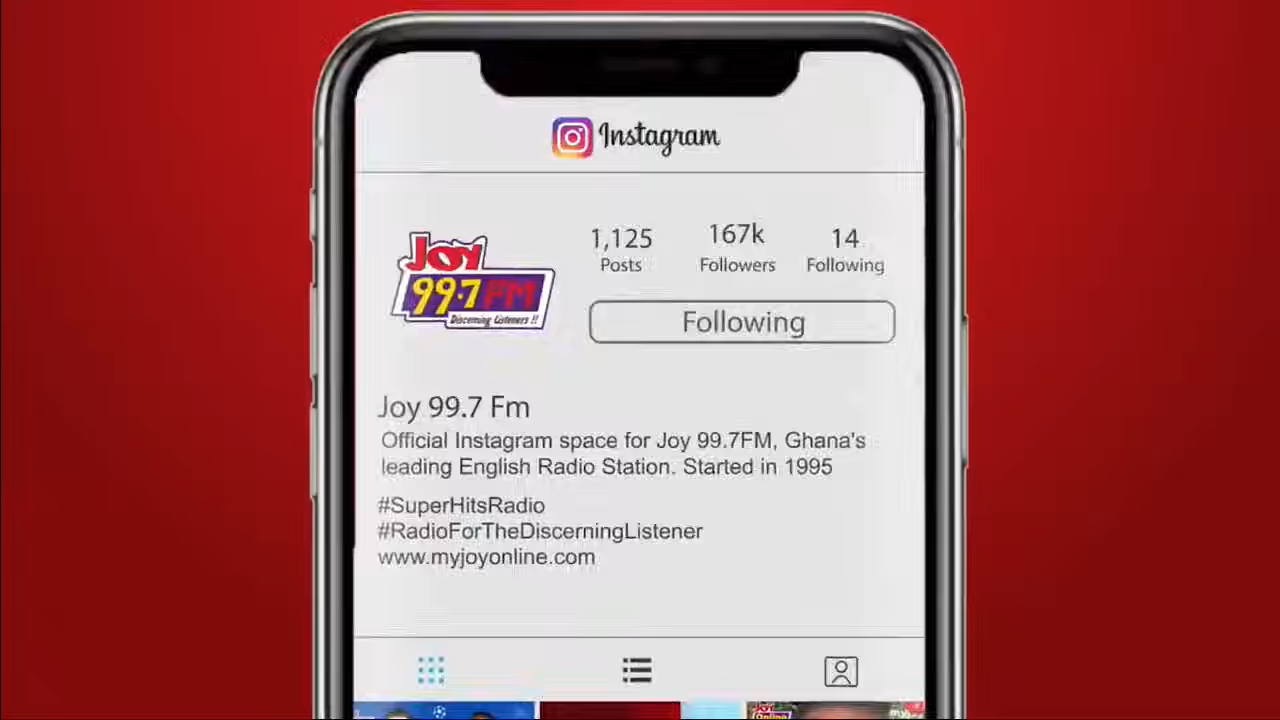 Instagram
JOY
99.7 FM
Discerning Listeners !!
1,125
Posts
167k
Followers
14
Following
Following
Joy 99.7 Fm
Official Instagram space for Joy 99.7FM, Ghana's
leading English Radio Station. Started in 1995
#SuperHitsRadio
#RadioForTheDiscerningListener
www.myjoyonline.com
Joy
Online